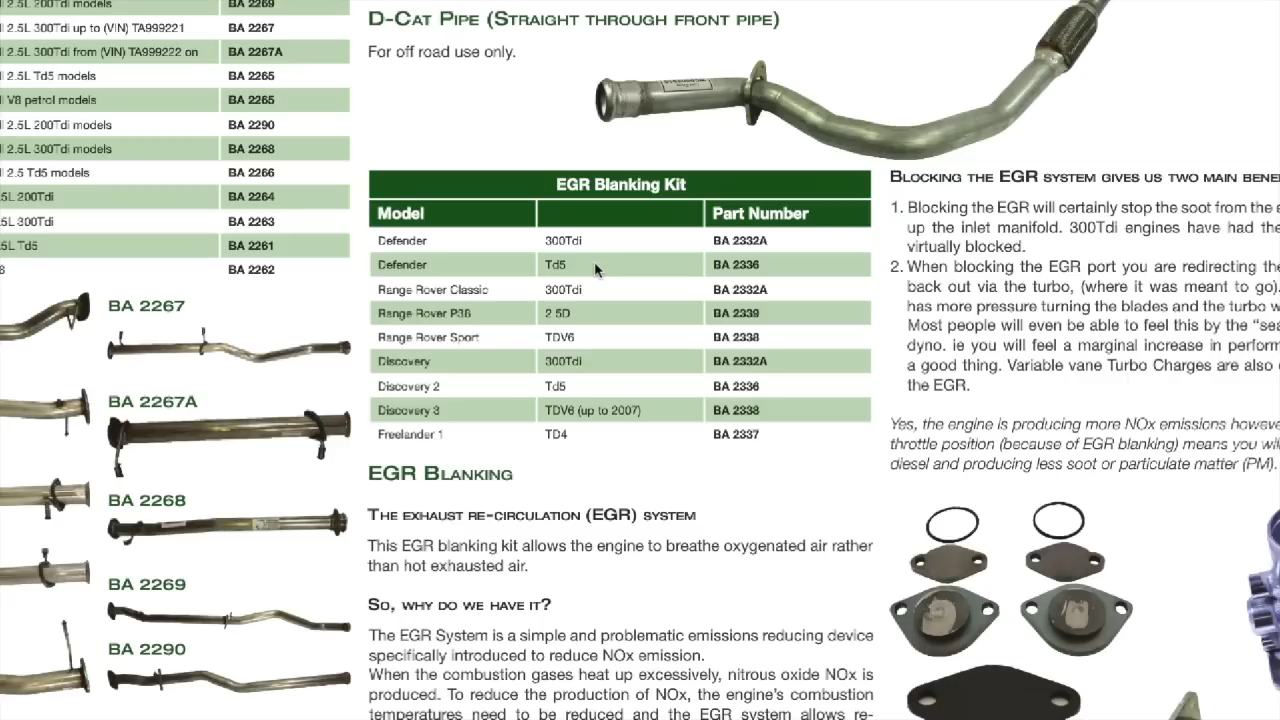 2.5L 200Tdi models BA 2269
2.5L 300Tdi up to (VIN) TA999221 BA 2267
2.5L 300Tdi from (VIN) TA999222 on BA 2267A
2.5L Td5 models BA 2265
V8 petrol models BA 2265
2.5L 200Tdi models BA 2290
2.5L 300Tdi models BA 2268
2.5 Td5 models BA 2266
5L 200Tdi BA 2264
5L 300Tdi BA 2263
5L Td5 BA 2261
8 BA 2262
BA 2267
BA 2267A
BA 2268
BA 2269
BA 2290
D-Cat Pipe (Straight through front pipe)
For off road use only.
EGR Blanking Kit
Model Part Number
Defender 300Tdi BA 2332A
Defender Td5 BA 2336
Range Rover Classic 300Tdi BA 2332A
Range Rover P38 2.5D BA 2339
Range Rover Sport TDV6 BA 2338
Discovery 300Tdi BA 2332A
Discovery 2 Td5 BA 2336
Discovery 3 TDV6 (up to 2007) BA 2338
Freelander 1 TD4 BA 2337
EGR Blanking
The exhaust re-circulation (EGR) system
This EGR blanking kit allows the engine to breathe oxygenated air rather
than hot exhausted air.
So, why do we have it?
The EGR System is a simple and problematic emissions reducing device
specifically introduced to reduce NOx emission.
When the combustion gases heat up excessively, nitrous oxide NOx is
produced. To reduce the production of NOx, the engine's combustion
temperatures need to be reduced and the EGR system allows re-
Blocking the EGR system gives us two main bene
1. Blocking the EGR will certainly stop the soot from the e
up the inlet manifold. 300Tdi engines have had the
virtually blocked.
2. When blocking the EGR port you are redirecting the
back out via the turbo, (where it was meant to go).
has more pressure turning the blades and the turbo w
Most people will even be able to feel this by the "sea
dyno. ie you will feel a marginal increase in perform
a good thing. Variable vane Turbo Charges are also
the EGR.
Yes, the engine is producing more NOx emissions howeve
throttle position (because of EGR blanking) means you will
diesel and producing less soot or particulate matter (PM).